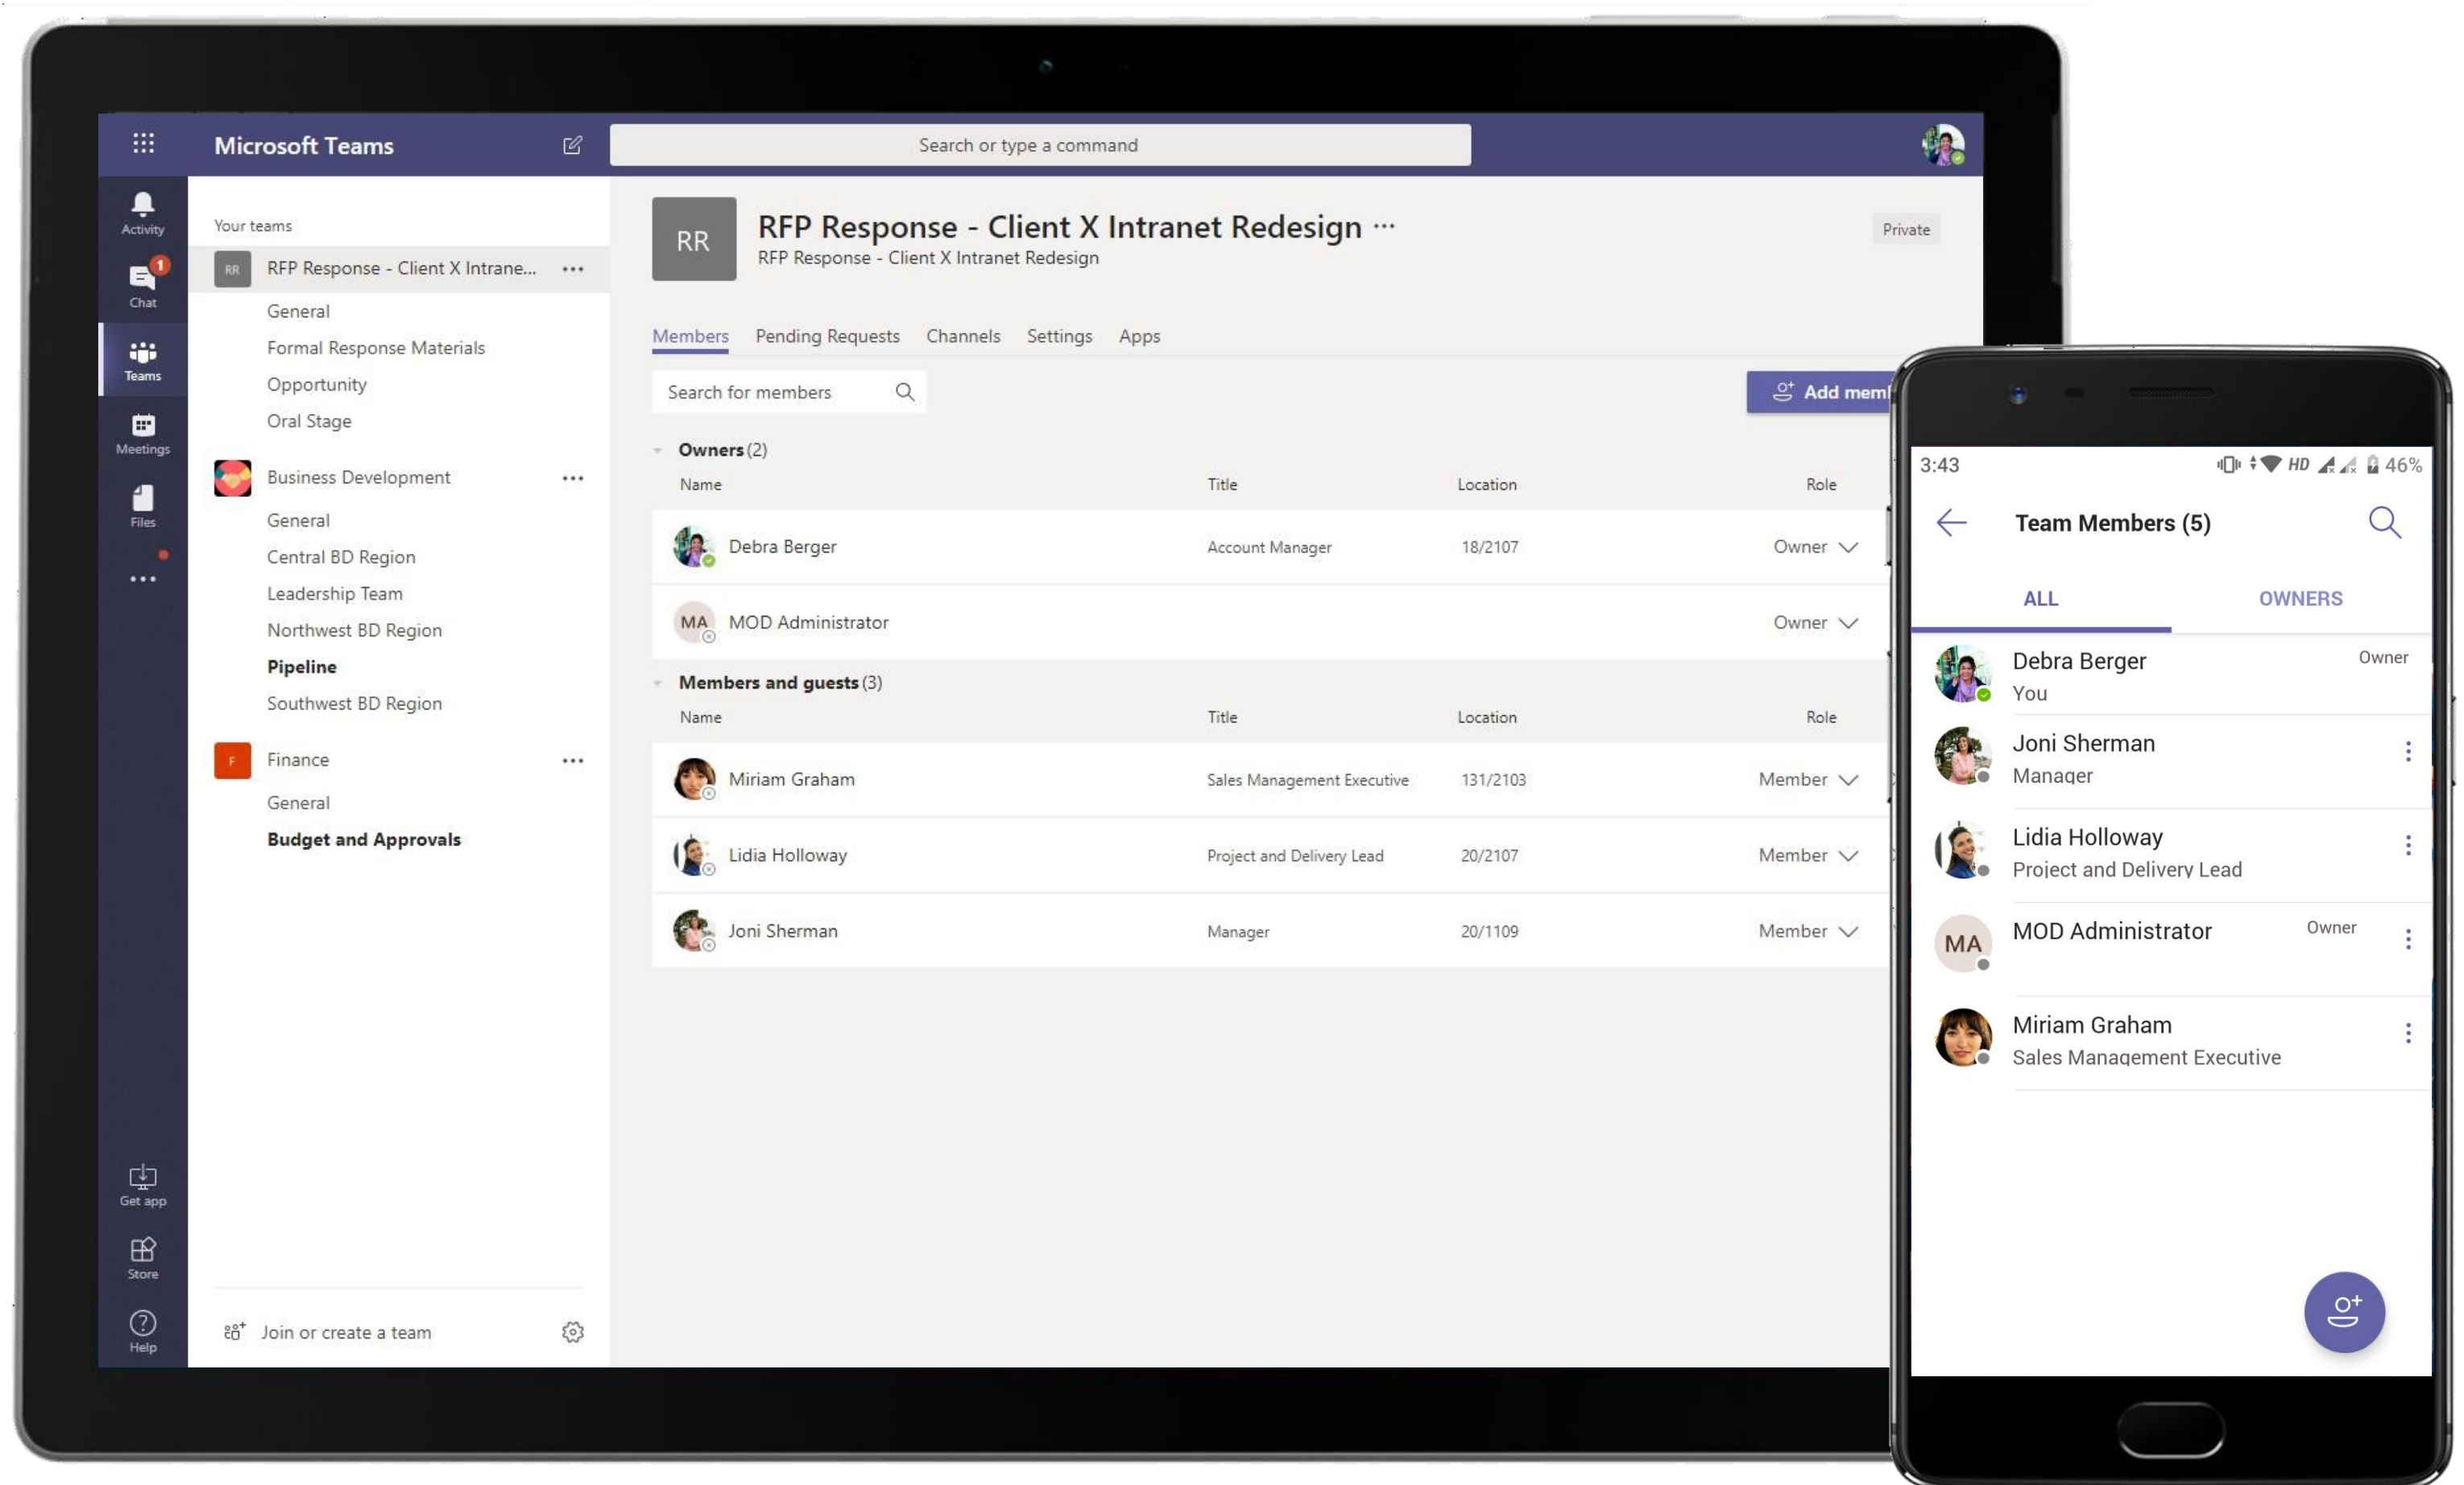 Microsoft Teams
Search or type a command
Activity
1
Chat
Teams
Meetings
Files
Get app
Store
Help
Your teams
RR
RFP Response - Client X Intrane...
General
Formal Response Materials
Opportunity
Oral Stage
Business Development
General
Central BD Region
Leadership Team
Northwest BD Region
Pipeline
Southwest BD Region
F
Finance
General
Budget and Approvals
Join or create a team
RR
RFP Response - Client X Intranet Redesign
RFP Response - Client X Intranet Redesign
Private
Members Pending Requests Channels Settings Apps
Search for members
Add mem
Owners (2)
Name Title Location Role
Debra Berger Account Manager 18/2107 Owner
MA MOD Administrator Owner
Members and guests (3)
Name Title Location Role
Miriam Graham Sales Management Executive 131/2103 Member
Lidia Holloway Project and Delivery Lead 20/2107 Member
Joni Sherman Manager 20/1109 Member
3:43 HD 46%
Team Members (5)
ALL OWNERS
Debra Berger Owner
You
Joni Sherman
Manager
Lidia Holloway
Project and Delivery Lead
MA MOD Administrator Owner
Miriam Graham
Sales Management Executive